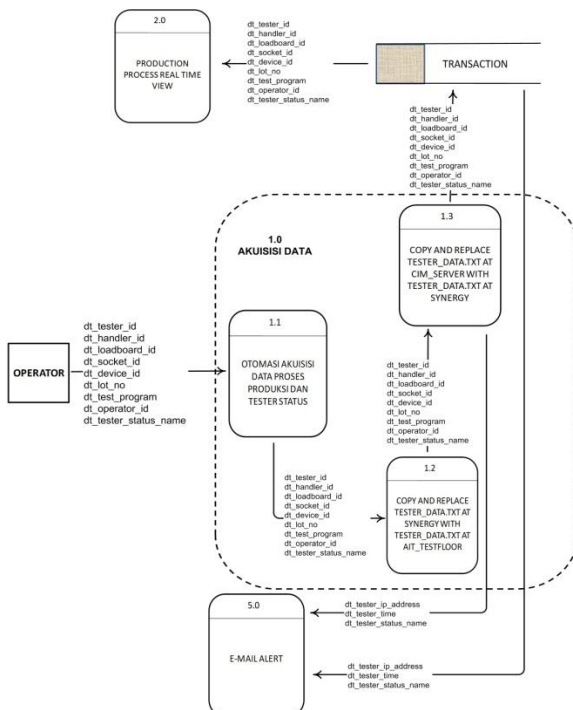 2.0
PRODUCTION
PROCESS REAL TIME
VIEW
dt_tester_id
dt_handler_id
dt_loadboard_id
dt_socket_id
dt_device_id
dt_lot_no
dt_test_program
dt_operator_id
dt_tester_status_name
TRANSACTION
dt_tester_id
dt_handler_id
dt_loadboard_id
dt_socket_id
dt_device_id
dt_lot_no
dt_test_program
dt_operator_id
dt_tester_status_name
1.0
AKUISISI DATA
1.3
COPY AND REPLACE
TESTER_DATA.TXT AT
CIM_SERVER WITH
TESTER_DATA.TXT AT
SYNERGY
OPERATOR
dt_tester_id
dt_handler_id
dt_loadboard_id
dt_socket_id
dt_device_id
dt_lot_no
dt_test_program
dt_operator_id
dt_tester_status_name
1.1
OTOMASI AKUISISI
DATA PROSES
PRODUKSI DAN
TESTER STATUS
dt_tester_id
dt_handler_id
dt_loadboard_id
dt_socket_id
dt_device_id
dt_lot_no
dt_test_program
dt_operator_id
dt_tester_status_name
dt_tester_id
dt_handler_id
dt_loadboard_id
dt_socket_id
dt_device_id
dt_lot_no
dt_test_program
dt_operator_id
dt_tester_status_name
1.2
COPY AND REPLACE
TESTER_DATA.TXT AT
SYNERGY WITH
TESTER_DATA.TXT AT
AIT_TESTFLOOR
5.0
E-MAIL ALERT
dt_tester_ip_address
dt_tester_time
dt_tester_status_name
dt_tester_ip_address
dt_tester_time
dt_tester_status_name